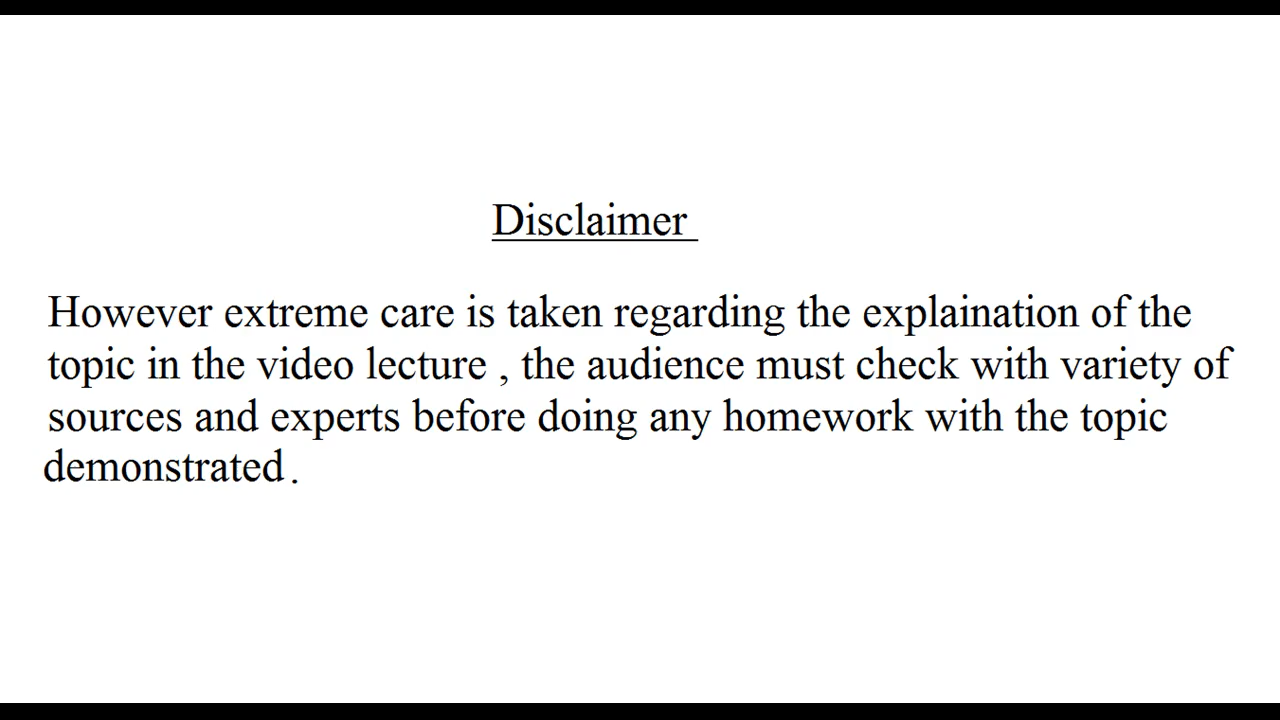 Disclaimer
However extreme care is taken regarding the explaination of the
topic in the video lecture , the audience must check with variety of
sources and experts before doing any homework with the topic
demonstrated .